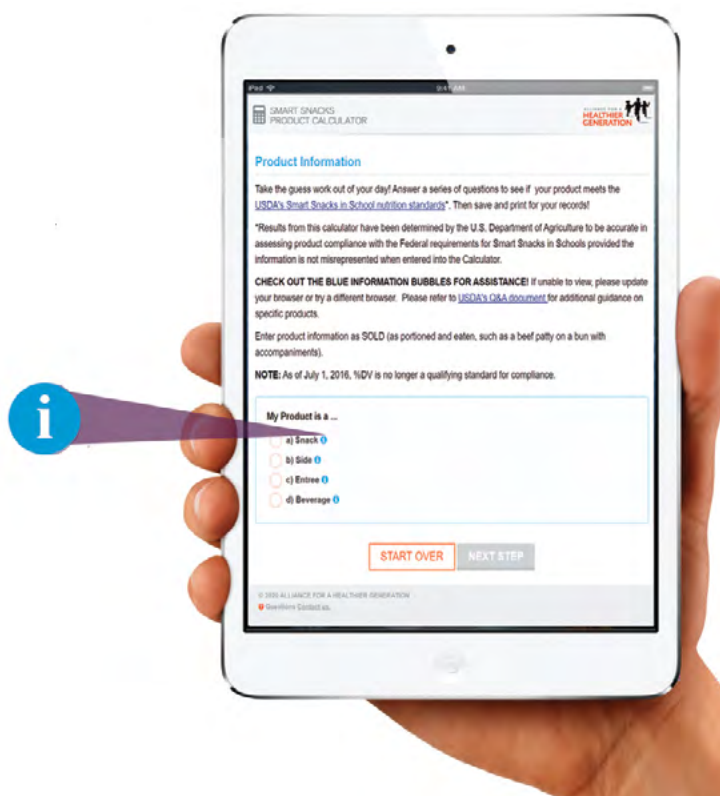 iPad 9:41 AM
SMART SNACKS
PRODUCT CALCULATOR
ALLIANCE FOR A
HEALTHIER
GENERATION
Product Information
Take the guess work out of your day! Answer a series of questions to see if your product meets the
USDA's Smart Snacks in School nutrition standards*. Then save and print for your records!
*Results from this calculator have been determined by the U.S. Department of Agriculture to be accurate in
assessing product compliance with the Federal requirements for Smart Snacks in Schools provided the
information is not misrepresented when entered into the Calculator.
CHECK OUT THE BLUE INFORMATION BUBBLES FOR ASSISTANCE! If unable to view, please update
your browser or try a different browser. Please refer to USDA's Q&A document for additional guidance on
specific products.
Enter product information as SOLD (as portioned and eaten, such as a beef patty on a bun with
accompaniments).
NOTE: As of July 1, 2016, %DV is no longer a qualifying standard for compliance.
My Product is a ...
i
a) Snack i
b) Side i
c) Entree i
d) Beverage i
START OVER NEXT STEP
ALLIANCE FOR A HEALTHIER GENERATION
Questions Contact us.